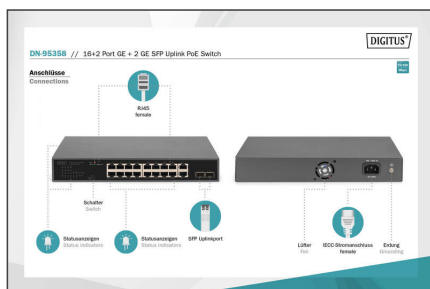 DIGITUS®
DN-95358 // 16+2 Port GE + 2 GE SFP Uplink PoE Switch
Anschlüsse
Connections
RJ45
female
Schalter
Switch
Statusanzeigen
Status indicators
Statusanzeigen
Status indicators
SFP Uplinkport
Lüfter
Fan
IEC Stromanschluss
female
Erdung
Grounding